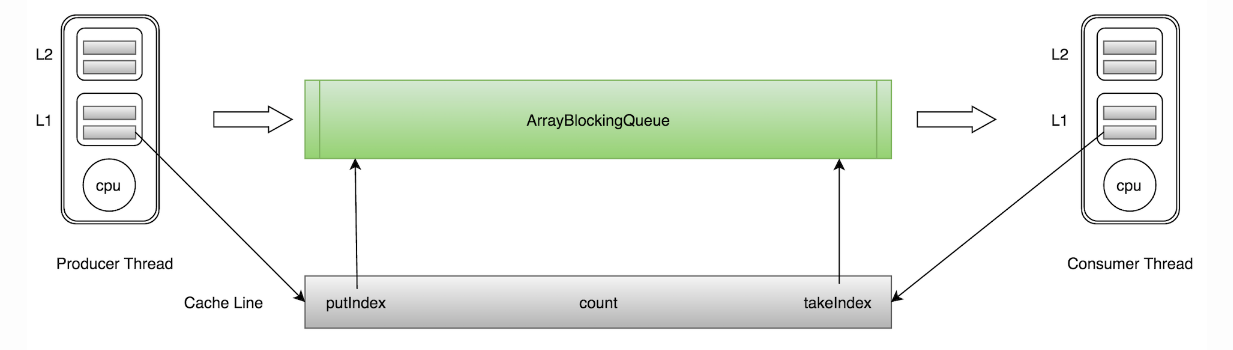 L2
L2
L1
ArrayBlockingQueue
L1
cpu
cpu
Producer Thread
Consumer Thread
Cache Line
putIndex
count
takeIndex